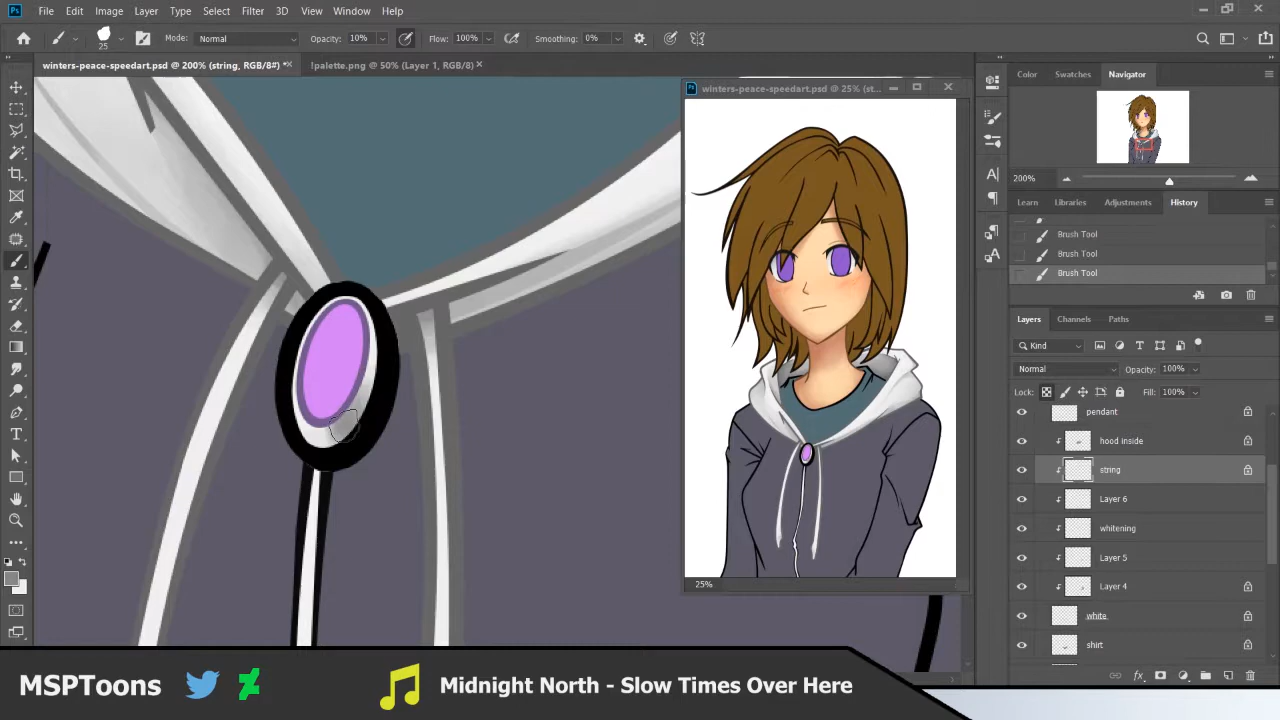 Ps File Edit Image Layer Type Select Filter 3D View Window Help
25 Mode: Normal Opacity: 10% Flow: 100% Smoothing: 0%
winters-peace-speedart.psd @ 200% (string, RGB/8#) * !palette.png @ 50% (Layer 1, RGB/8)
Ps winters-peace-speedart.psd @ 25% (st...
25%
Color Swatches Navigator
200%
Learn Libraries Adjustments History
Brush Tool
Brush Tool
Brush Tool
Layers Channels Paths
Kind
Normal Opacity: 100%
Lock: Fill: 100%
pendant
hood inside
string
Layer 6
whitening
Layer 5
Layer 4
white
shirt
MSPToons Midnight North - Slow Times Over Here